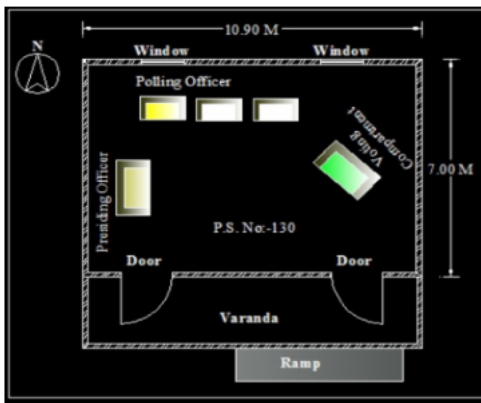 10.90 M
N
Window
Window
Polling Officer
Voting
Compartment
7.00 M
Presiding Officer
P.S. No:-130
Door
Door
Varanda
Ramp